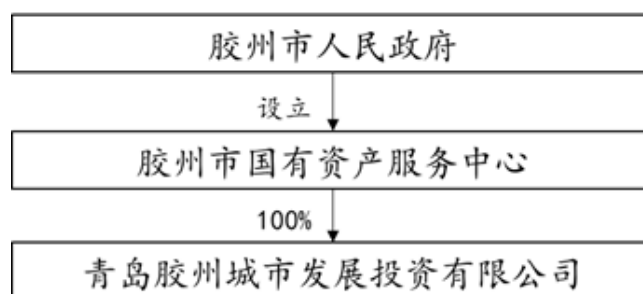 胶州市人民政府
设立
胶州市国有资产服务中心
100%
青岛胶州城市发展投资有限公司